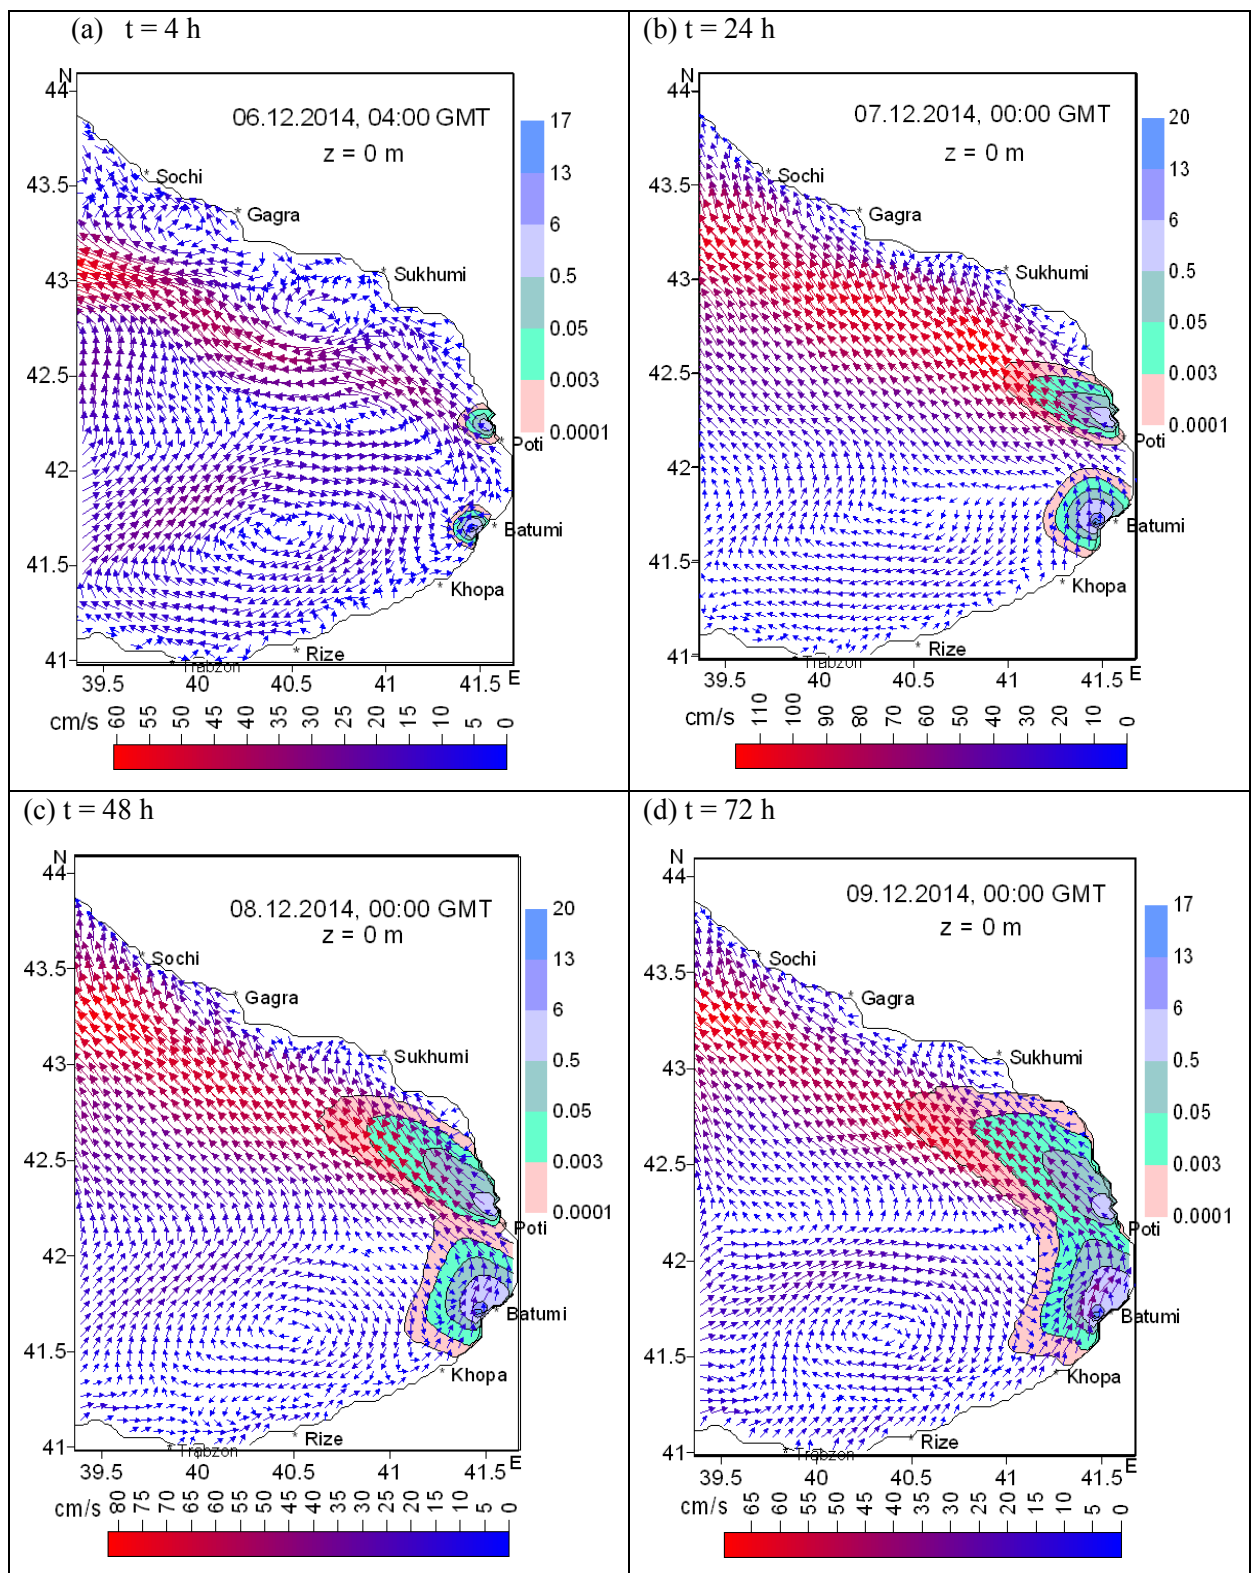 (a) t = 4 h
N
06.12.2014, 04:00 GMT
z = 0 m
44
43.5
43
42.5
42
41.5
41
* Sochi
* Gagra
* Sukhumi
* Poti
* Batumi
* Khopa
* Rize
* Trabzon
17
13
6
0.5
0.05
0.003
0.0001
39.5 40 40.5 41 41.5 E
cm/s 60 55 50 45 40 35 30 25 20 15 10 5 0
(b) t = 24 h
N
07.12.2014, 00:00 GMT
z = 0 m
44
43.5
43
42.5
42
41.5
41
* Sochi
* Gagra
* Sukhumi
Poti
* Batumi
* Khopa
* Rize
* Trabzon
20
13
6
0.5
0.05
0.003
0.0001
39.5 40 40.5 41 41.5 E
cm/s 110 100 90 80 70 60 50 40 30 20 10 0
(c) t = 48 h
N
08.12.2014, 00:00 GMT
z = 0 m
44
43.5
43
42.5
42
41.5
41
* Sochi
* Gagra
* Sukhumi
Poti
* Batumi
* Khopa
* Rize
* Trabzon
20
13
6
0.5
0.05
0.003
0.0001
39.5 40 40.5 41 41.5 E
cm/s 80 75 70 65 60 55 50 45 40 35 30 25 20 15 10 5 0
(d) t = 72 h
N
09.12.2014, 00:00 GMT
z = 0 m
44
43.5
43
42.5
42
41.5
41
* Sochi
* Gagra
* Sukhumi
Poti
Batumi
* Khopa
* Rize
* Trabzon
17
13
6
0.5
0.05
0.003
0.0001
39.5 40 40.5 41 41.5 E
cm/s 65 60 55 50 45 40 35 30 25 20 15 10 5 0